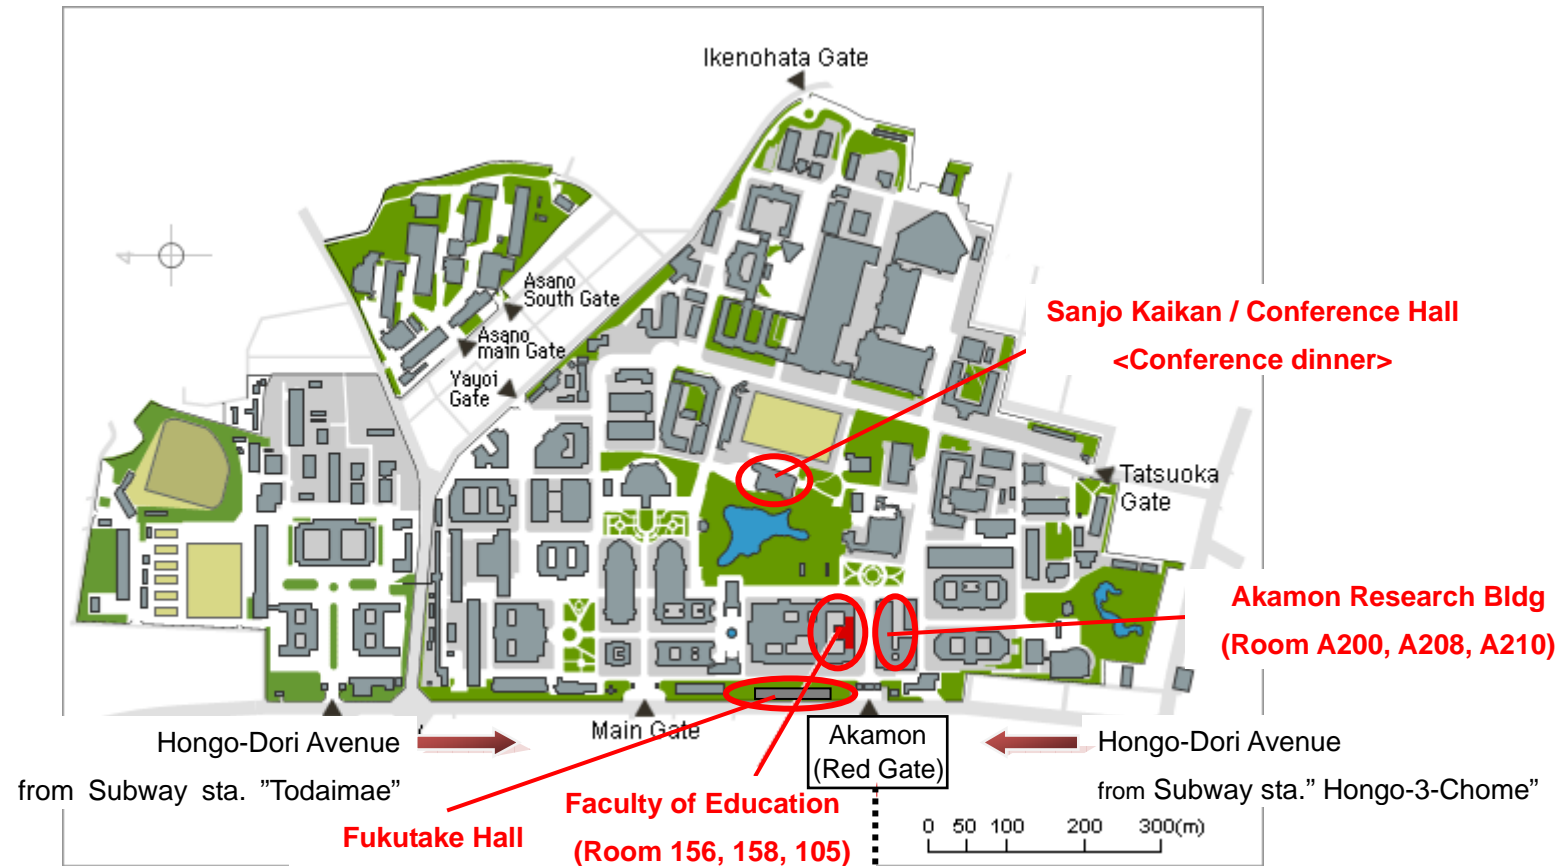 Ikenohata Gate
Asano
South Gate
Asano
main Gate
Yayoi
Gate
Sanjo Kaikan / Conference Hall
<Conference dinner>
Tatsuoka
Gate
Akamon Research Bldg
(Room A200, A208, A210)
Main Gate
Akamon
(Red Gate)
Hongo-Dori Avenue
from Subway sta. ”Todaimae”
Hongo-Dori Avenue
from Subway sta.” Hongo-3-Chome”
Fukutake Hall
Faculty of Education
(Room 156, 158, 105)
0 50 100 200 300(m)